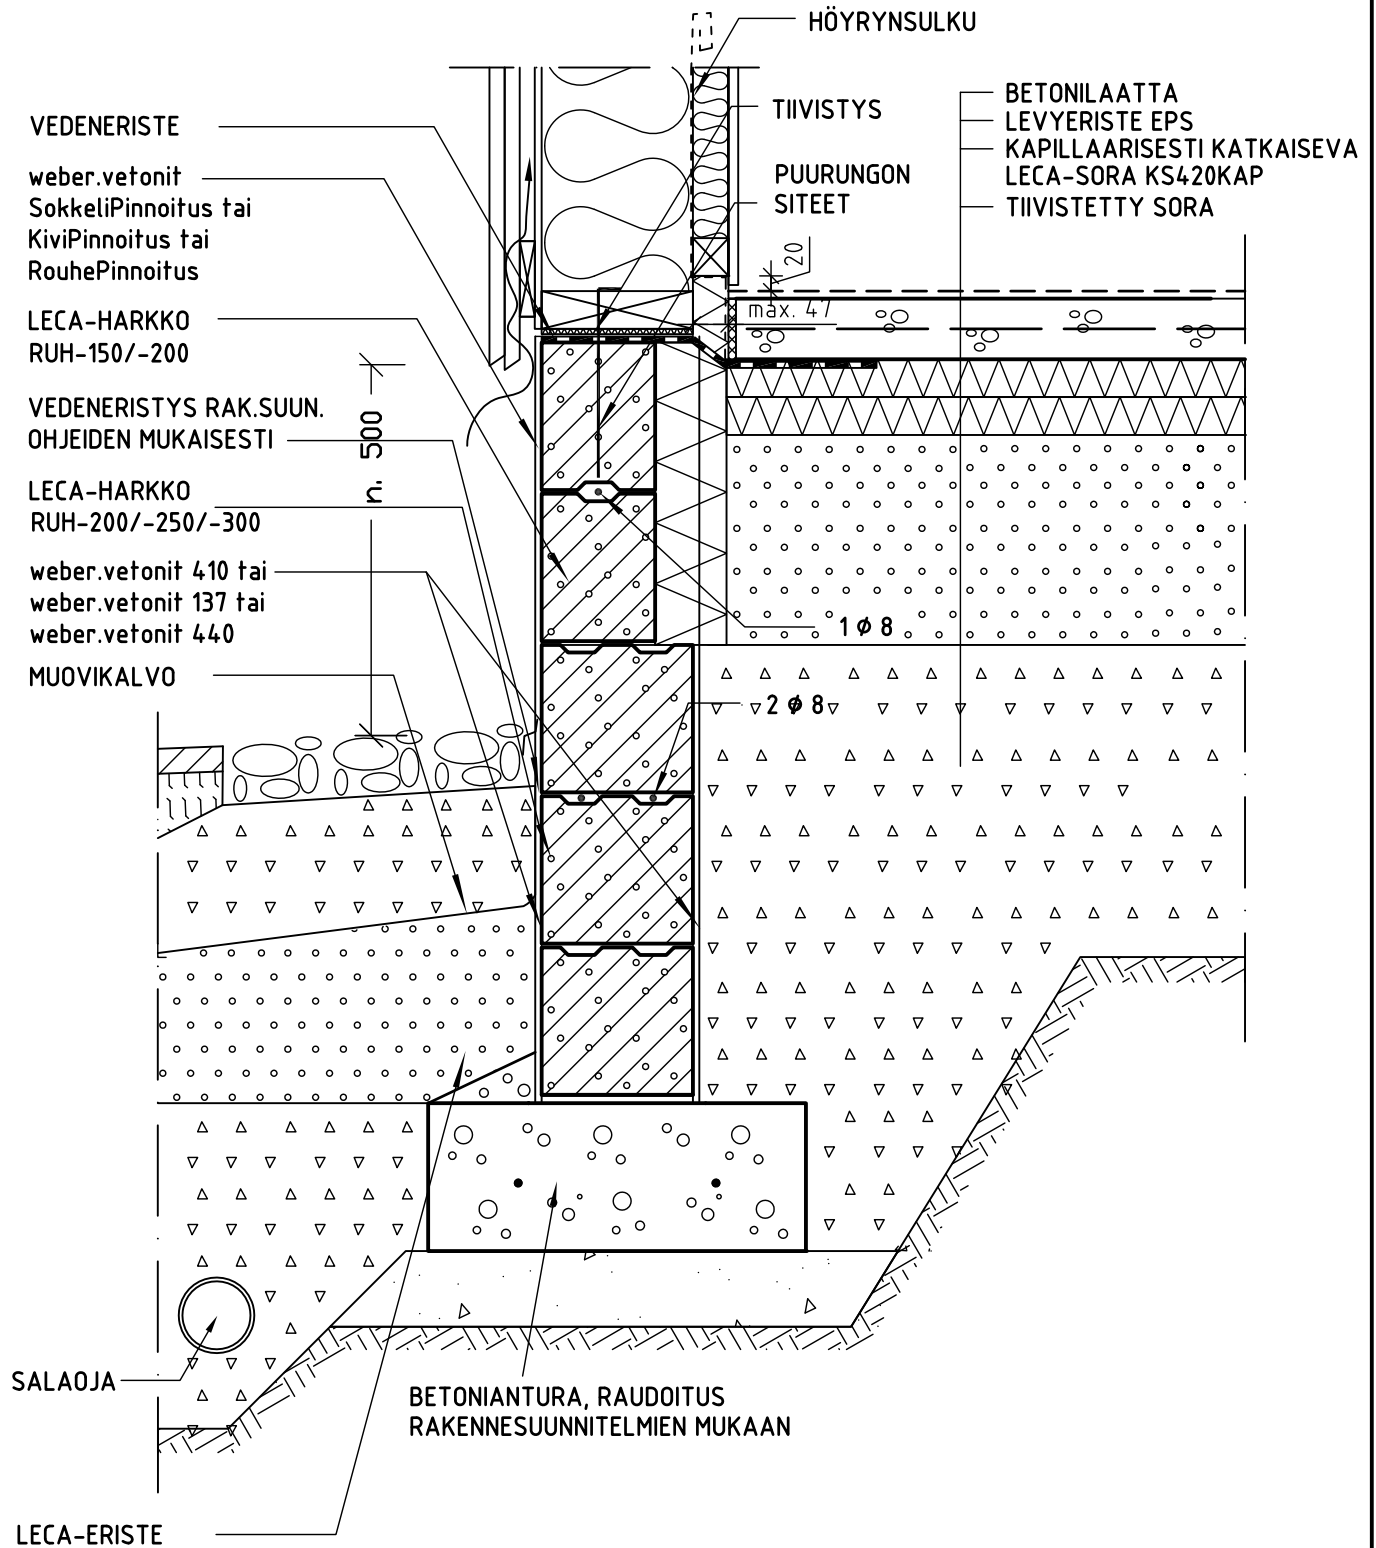 HÖYRYNSULKU
TIIVISTYS
PUURUNGON
SITEET
BETONILAATTA
LEVYERISTE EPS
KAPILLAARISESTI KATKAISEVA
LECA-SORA KS420KAP
TIIVISTETTY SORA
20
max. 47
VEDENERISTE
weber.vetonit
SokkeliPinnoitus tai
KiviPinnoitus tai
RouhePinnoitus
LECA-HARKKO
RUH-150/-200
VEDENERISTYS RAK.SUUN.
OHJEIDEN MUKAISESTI
n. 500
LECA-HARKKO
RUH-200/-250/-300
weber.vetonit 410 tai
weber.vetonit 137 tai
weber.vetonit 440
MUOVIKALVO
1 ϕ 8
2 ϕ 8
SALAOJA
BETONIANTURA, RAUDOITUS
RAKENNESUUNNITELMIEN MUKAAN
LECA-ERISTE